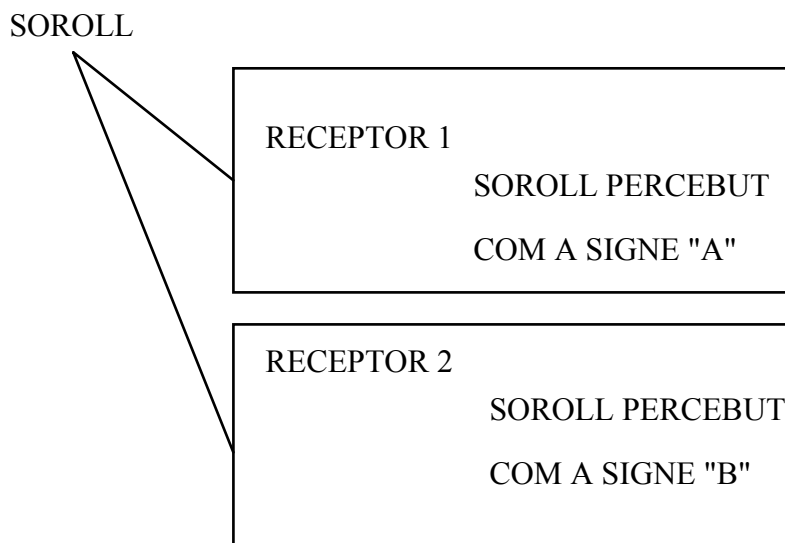 SOROLL
RECEPTOR 1
SOROLL PERCEBUT
COM A SIGNE "A"
RECEPTOR 2
SOROLL PERCEBUT
COM A SIGNE "B"